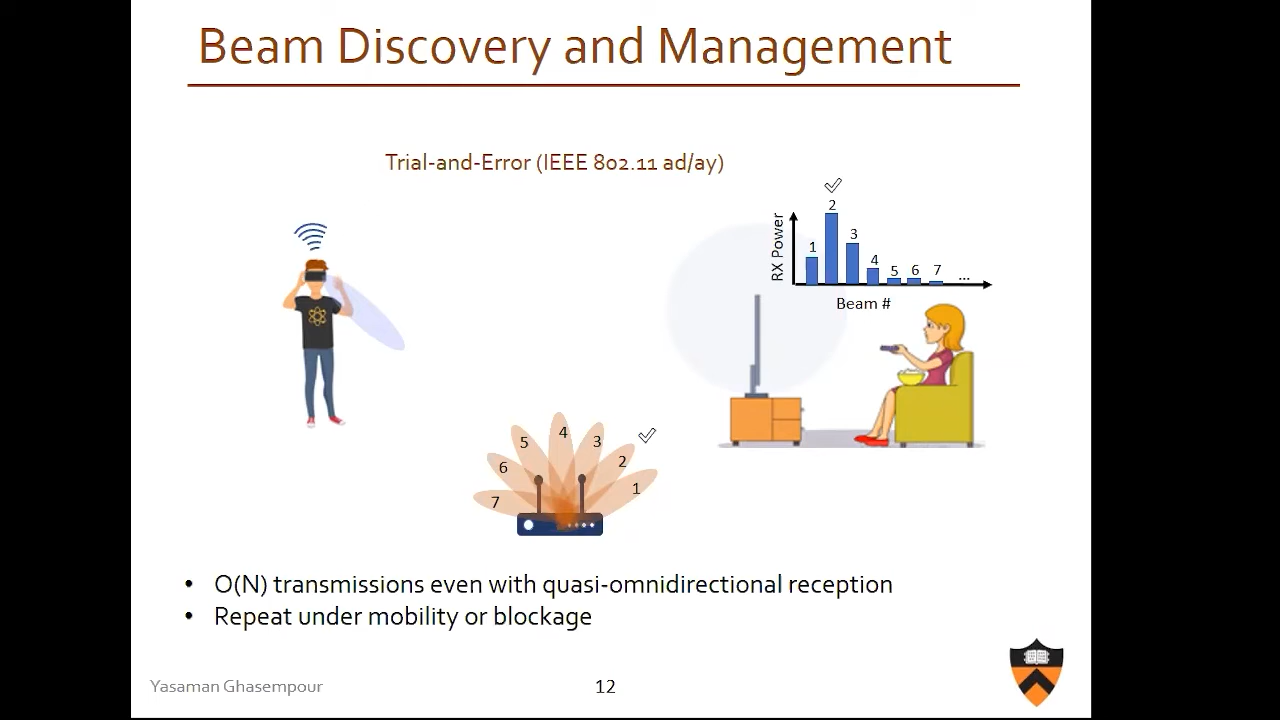 Beam Discovery and Management
Trial-and-Error (IEEE 802.11 ad/ay)
RX Power
1
2
3
4
5
6
7
...
Beam #
7
6
5
4
3
2
1
• O(N) transmissions even with quasi-omnidirectional reception
• Repeat under mobility or blockage
Yasaman Ghasempour
12